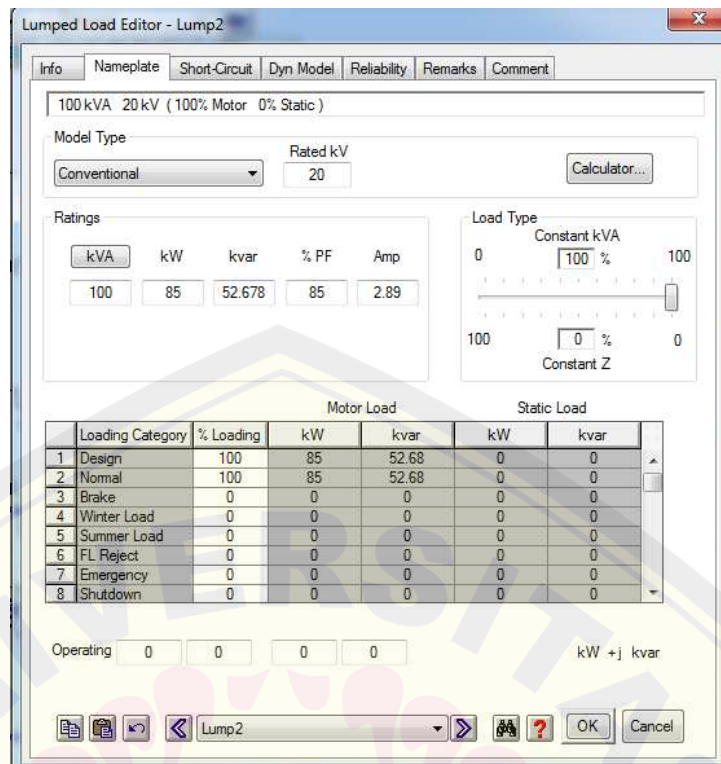 Lumped Load Editor - Lump2
Info Nameplate Short-Circuit Dyn Model Reliability Remarks Comment
100 kVA 20 kV ( 100% Motor 0% Static )
Model Type
Rated kV
Conventional 20 Calculator...
Ratings Load Type
Constant kVA
kVA kW kvar % PF Amp 0 100 % 100
100 85 52.678 85 2.89
100 0 % 0
Constant Z
Motor Load Static Load
Loading Category % Loading kW kvar kW kvar
1 Design 100 85 52.68 0 0
2 Normal 100 85 52.68 0 0
3 Brake 0 0 0 0 0
4 Winter Load 0 0 0 0 0
5 Summer Load 0 0 0 0 0
6 FL Reject 0 0 0 0 0
7 Emergency 0 0 0 0 0
8 Shutdown 0 0 0 0 0
Operating 0 0 0 0 kW +j kvar
Lump2 ? OK Cancel
IVERSITA